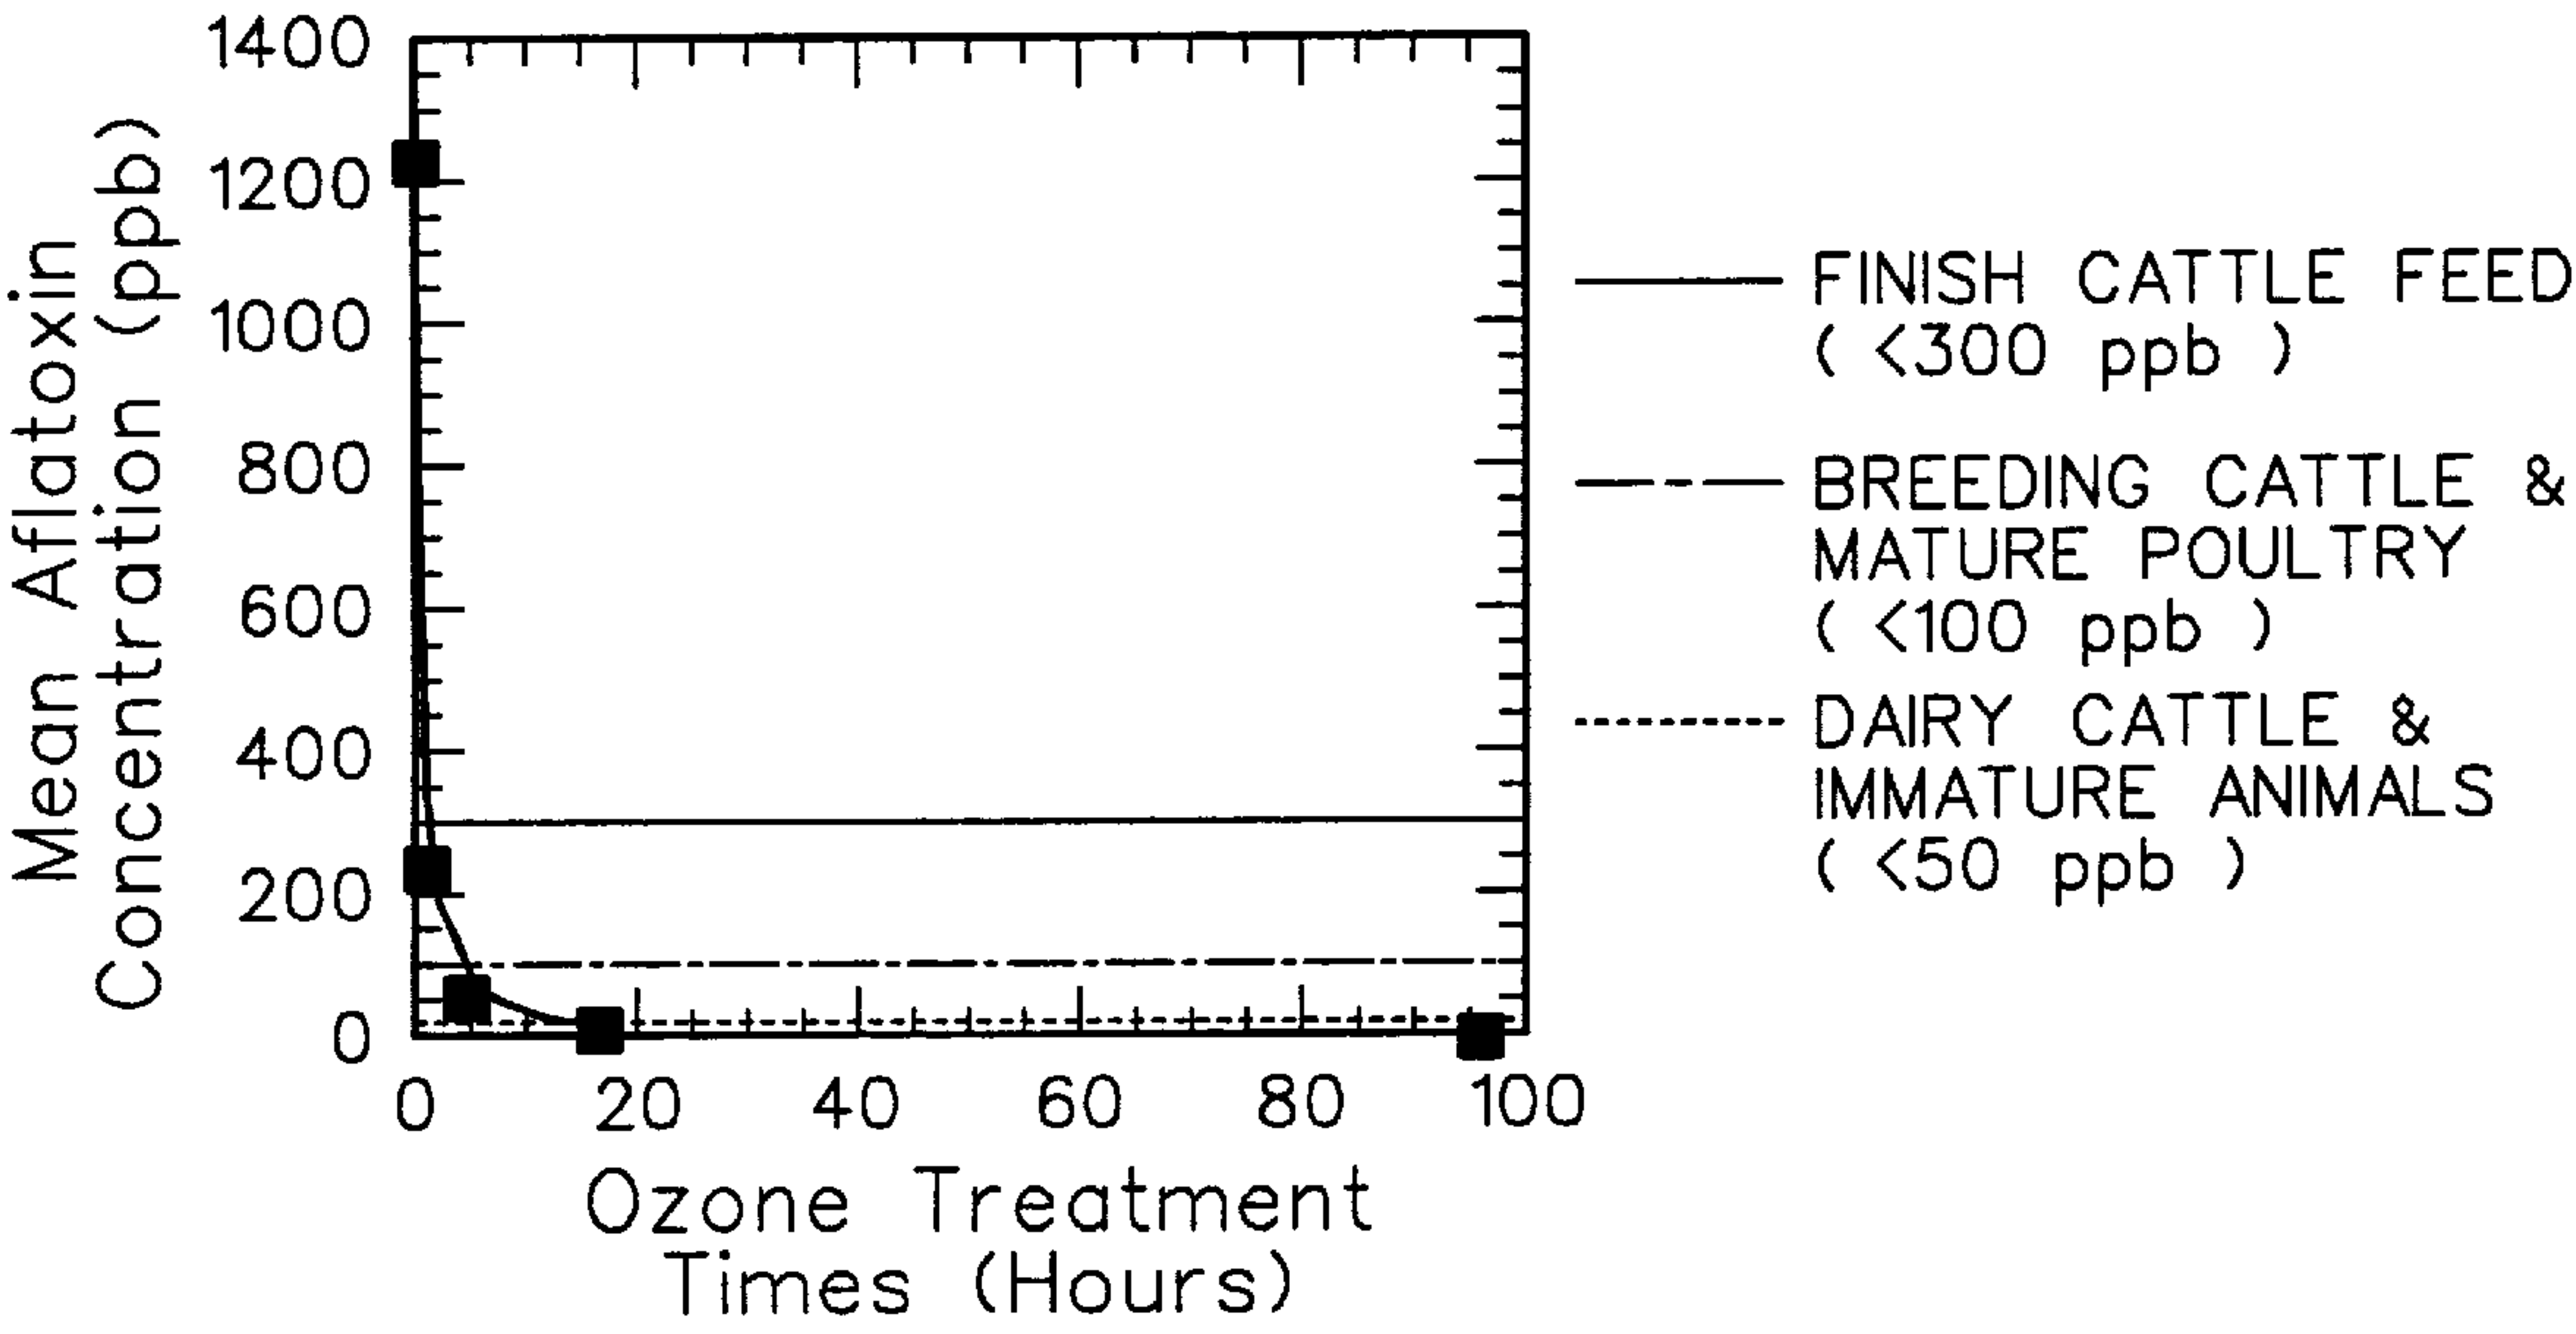 Mean Aflatoxin
Concentration (ppb)
1400
1200
1000
800
600
400
200
0
0 20 40 60 80 100
Ozone Treatment
Times (Hours)
FINISH CATTLE FEED
( <300 ppb )
BREEDING CATTLE &
MATURE POULTRY
( <100 ppb )
DAIRY CATTLE &
IMMATURE ANIMALS
( <50 ppb )